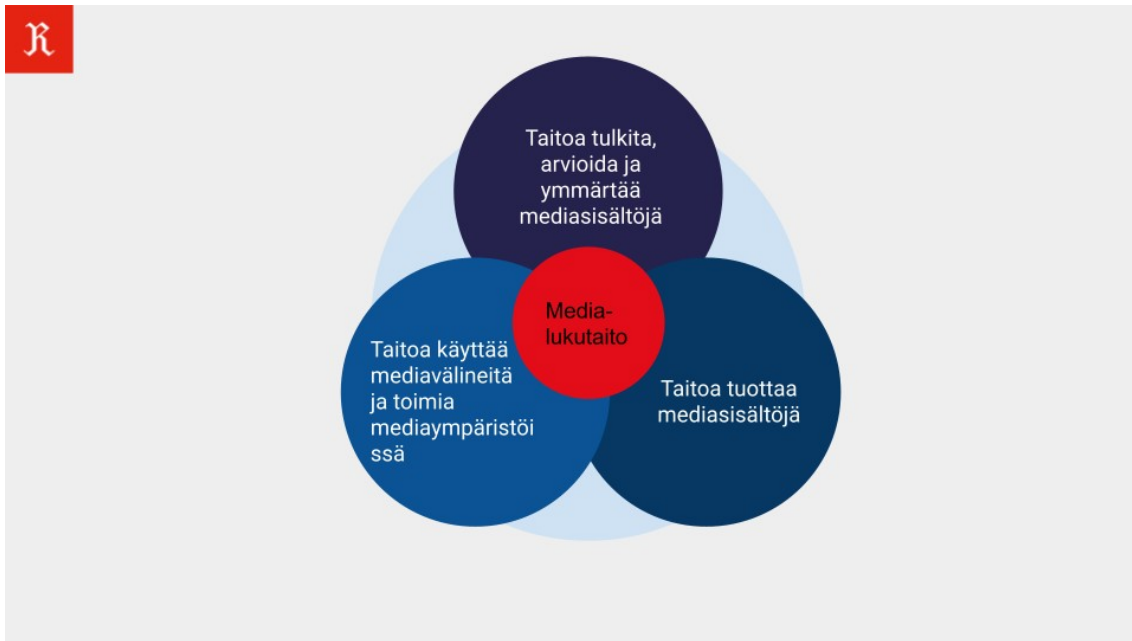 R
Taitoa tulkita,
arvioida ja
ymmärtää
mediasisältöjä
Media-
lukutaito
Taitoa käyttää
mediavälineitä
ja toimia
mediaympäristöi
ssä
Taitoa tuottaa
mediasisältöjä